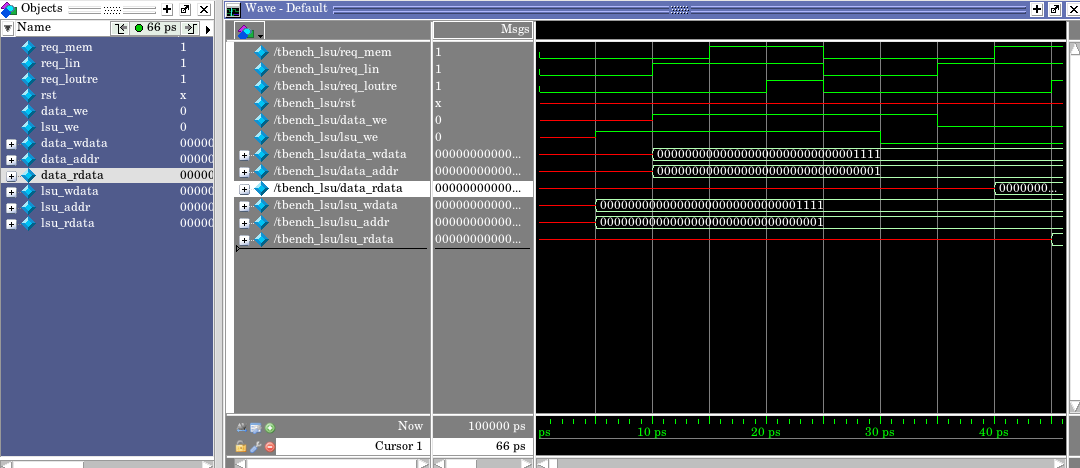 Objects
Wave - Default
Name 66 ps
Msgs
req_mem 1
req_lin 1
req_loutre 1
rst x
data_we 0
lsu_we 0
data_wdata 00000
data_addr 00000
data_rdata 00000
lsu_wdata 00000
lsu_addr 00000
lsu_rdata 00000
/tbench_lsu/req_mem 1
/tbench_lsu/req_lin 1
/tbench_lsu/req_loutre 1
/tbench_lsu/rst x
/tbench_lsu/data_we 0
/tbench_lsu/lsu_we 0
/tbench_lsu/data_wdata 00000000000... 00000000000000000000000000001111
/tbench_lsu/data_addr 00000000000... 00000000000000000000000000000001
/tbench_lsu/data_rdata 00000000000... 0000000...
/tbench_lsu/lsu_wdata 00000000000... 00000000000000000000000000001111
/tbench_lsu/lsu_addr 00000000000... 00000000000000000000000000000001
/tbench_lsu/lsu_rdata 00000000000...
Now 100000 ps
ps 10 ps 20 ps 30 ps 40 ps
Cursor 1 66 ps